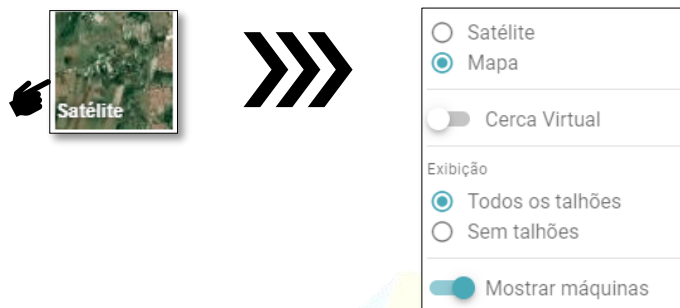 Satélite
Satélite
Mapa
Cerca Virtual
Exibição
Todos os talhões
Sem talhões
Mostrar máquinas